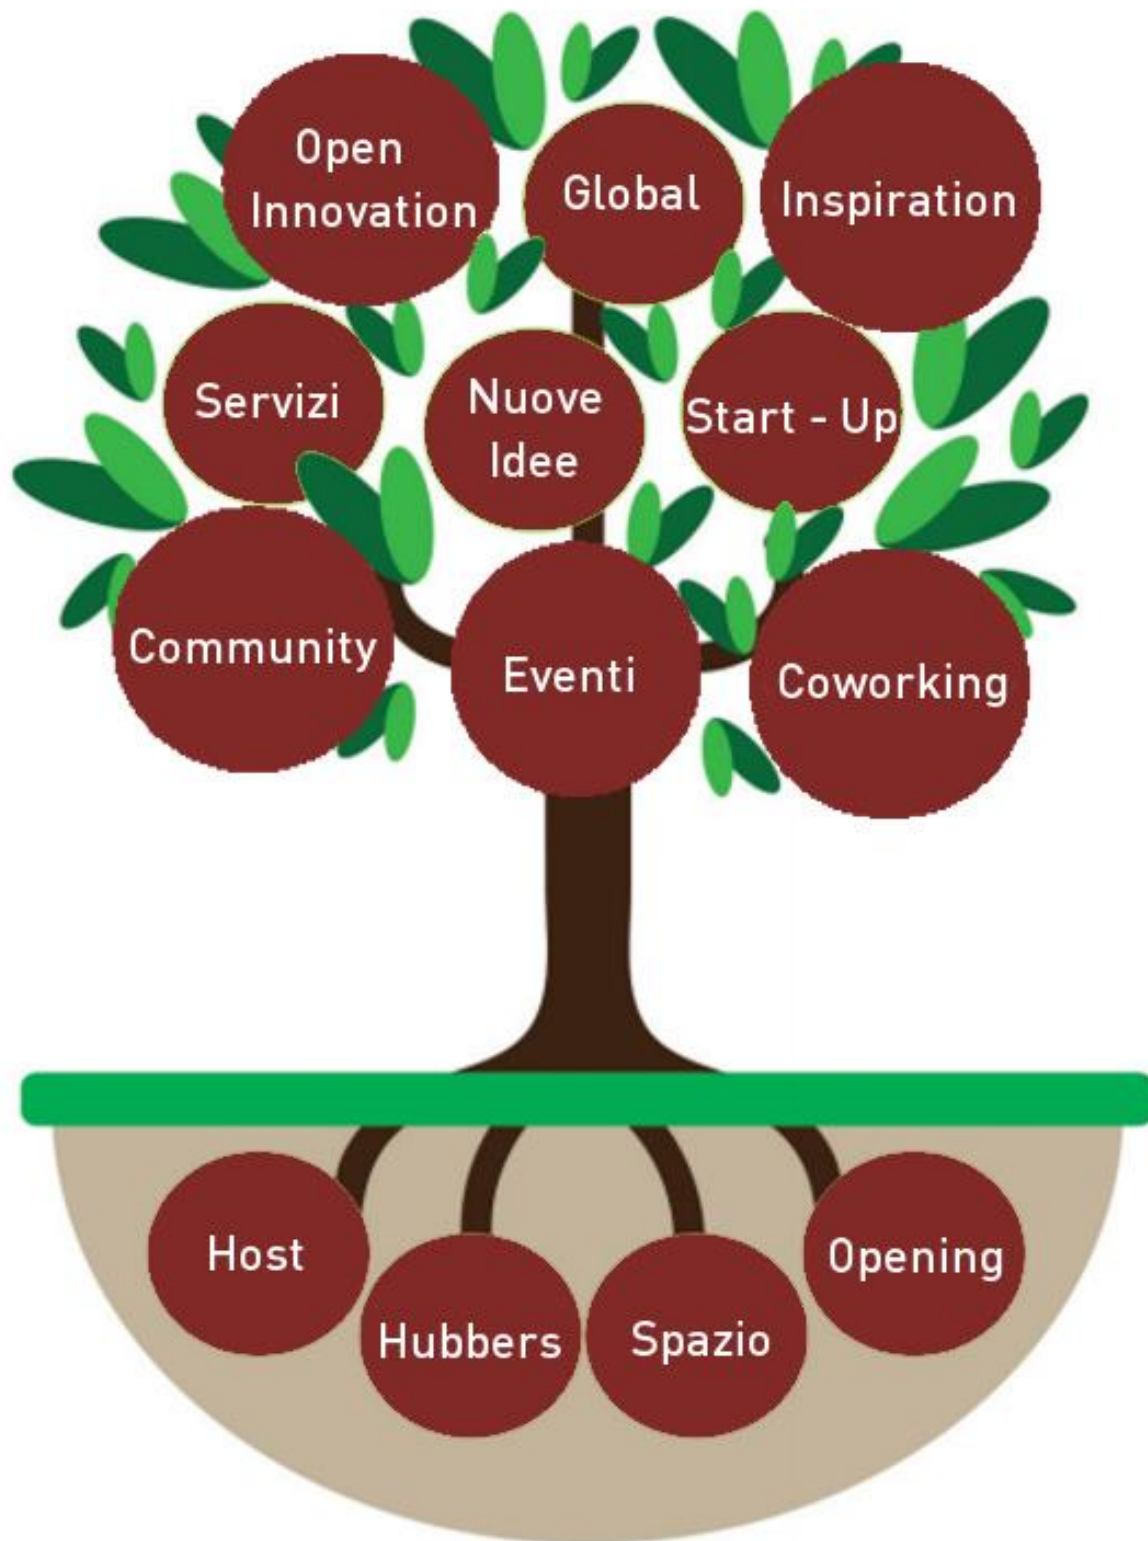 Open
Innovation
Global
Inspiration
Servizi
Nuove
Idee
Start - Up
Community
Eventi
Coworking
Host
Hubbers
Spazio
Opening